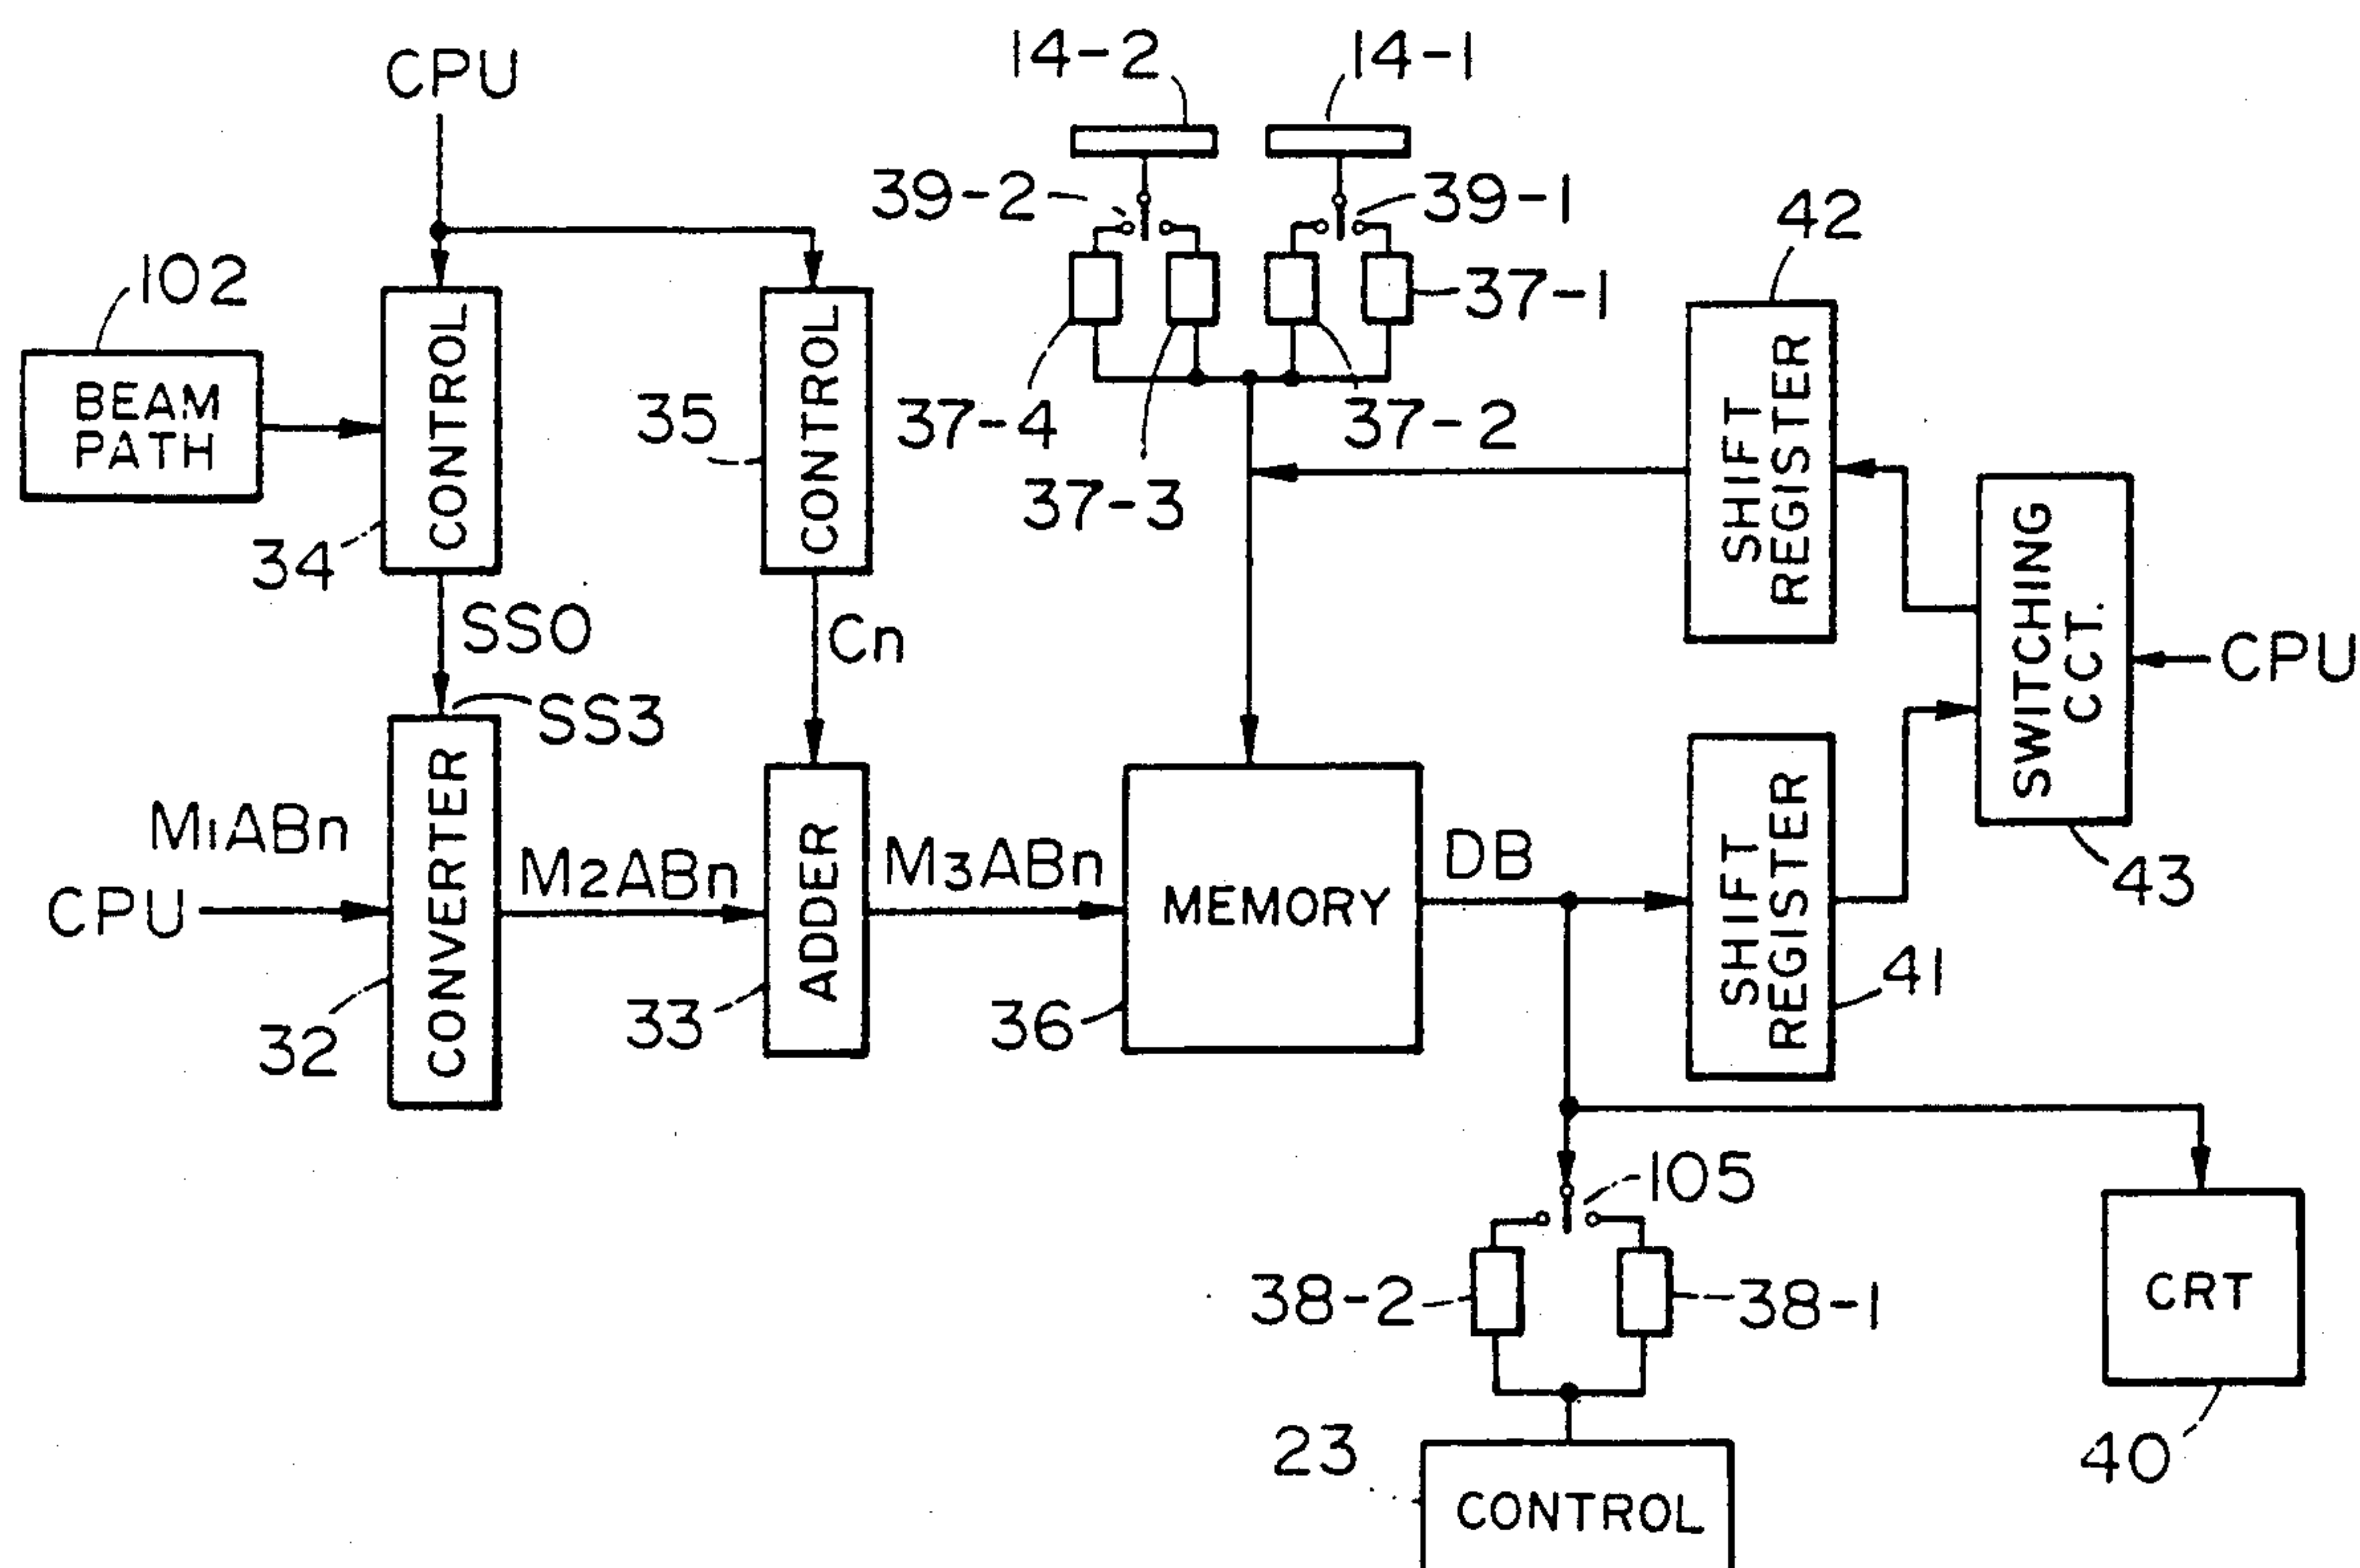 CPU
14-2
14-1
39-2
39-1
42
102
37-1
BEAM
PATH
CONTROL
35
CONTROL
37-4
37-2
SHIFT
REGISTER
37-3
34
SS0
Cn
SWITCHING
CCT.
CPU
SS3
M1ABn
CONVERTER
M2ABn
ADDER
M3ABn
MEMORY
DB
SHIFT
REGISTER
43
CPU
41
32
33
36
105
38-2
38-1
CRT
23
CONTROL
40